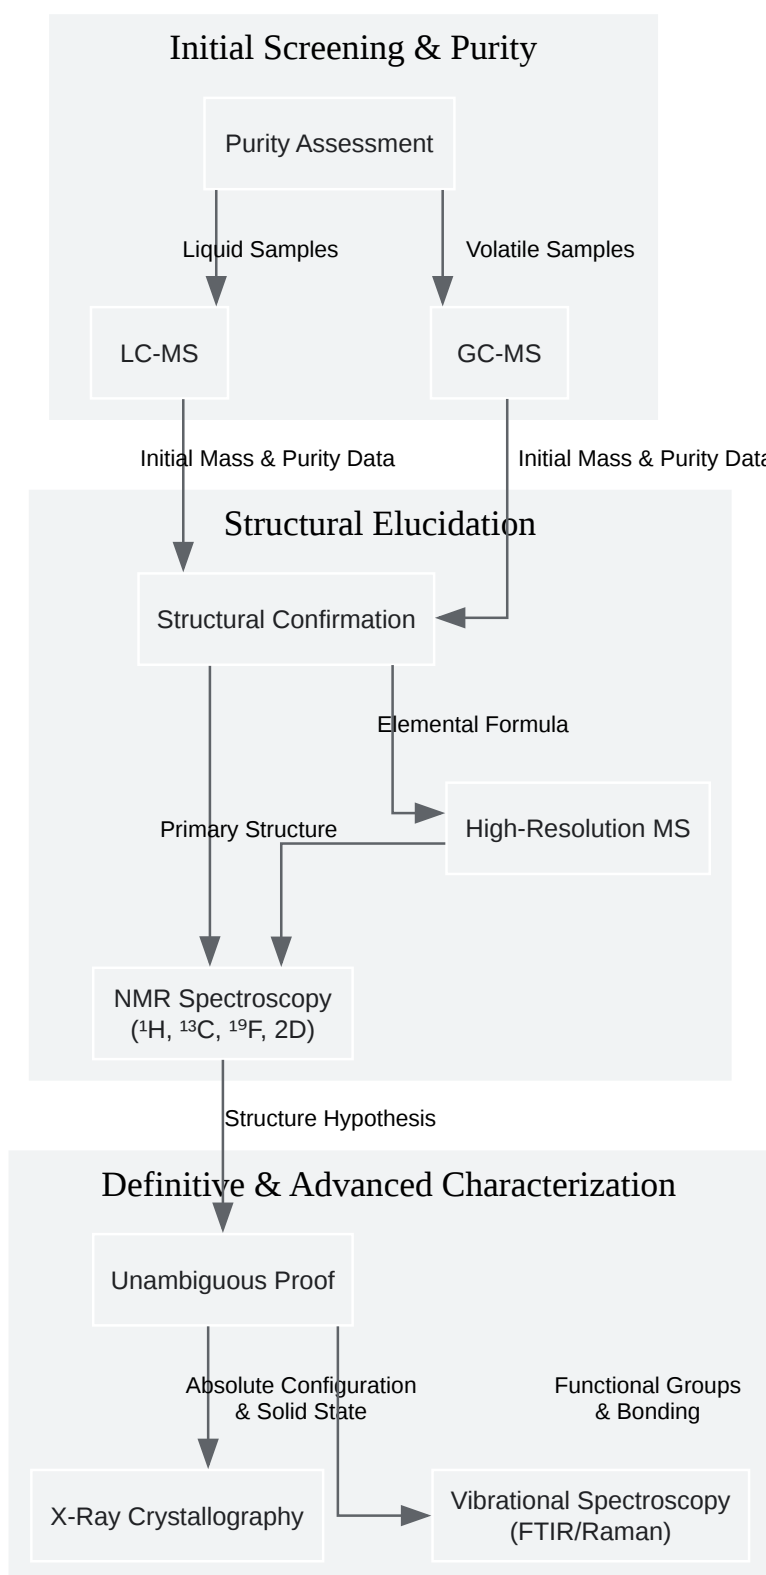 Initial Screening & Purity
Purity Assessment
Liquid Samples
Volatile Samples
LC-MS
GC-MS
Initial Mass & Purity Data
Initial Mass & Purity Data
Structural Elucidation
Structural Confirmation
Elemental Formula
Primary Structure
High-Resolution MS
NMR Spectroscopy
(¹H, ¹³C, ¹⁹F, 2D)
Structure Hypothesis
Definitive & Advanced Characterization
Unambiguous Proof
Absolute Configuration
& Solid State
Functional Groups
& Bonding
X-Ray Crystallography
Vibrational Spectroscopy
(FTIR/Raman)